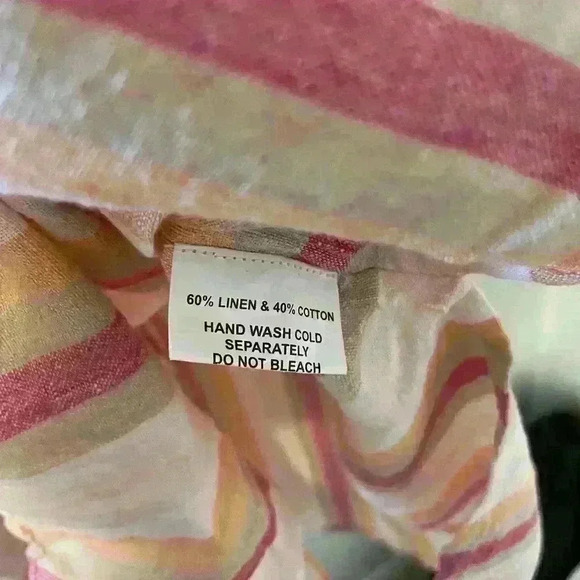 60% LINEN & 40% COTTON
HAND WASH COLD
SEPARATELY
DO NOT BLEACH